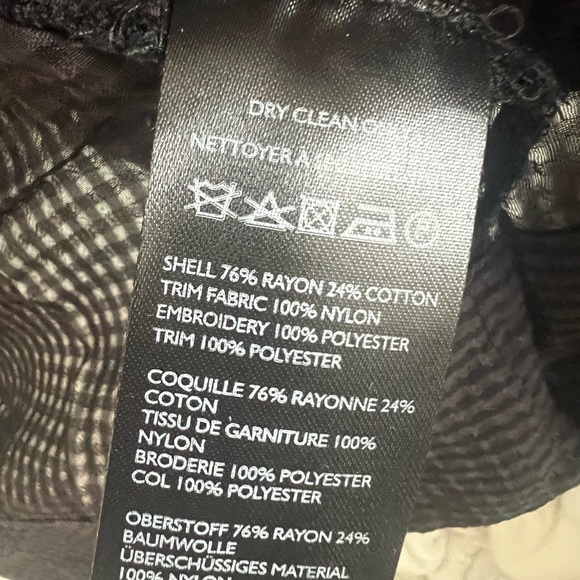 DRY CLEAN
NETTOYER À
SHELL 76% RAYON 24% COTTON
TRIM FABRIC 100% NYLON
EMBROIDERY 100% POLYESTER
TRIM 100% POLYESTER
COQUILLE 76% RAYONNE 24%
COTON
TISSU DE GARNITURE 100%
NYLON
BRODERIE 100% POLYESTER
COL 100% POLYESTER
OBERSTOFF 76% RAYON 24%
BAUMWOLLE
ÜBERSCHÜSSIGES MATERIAL
100% NYLON